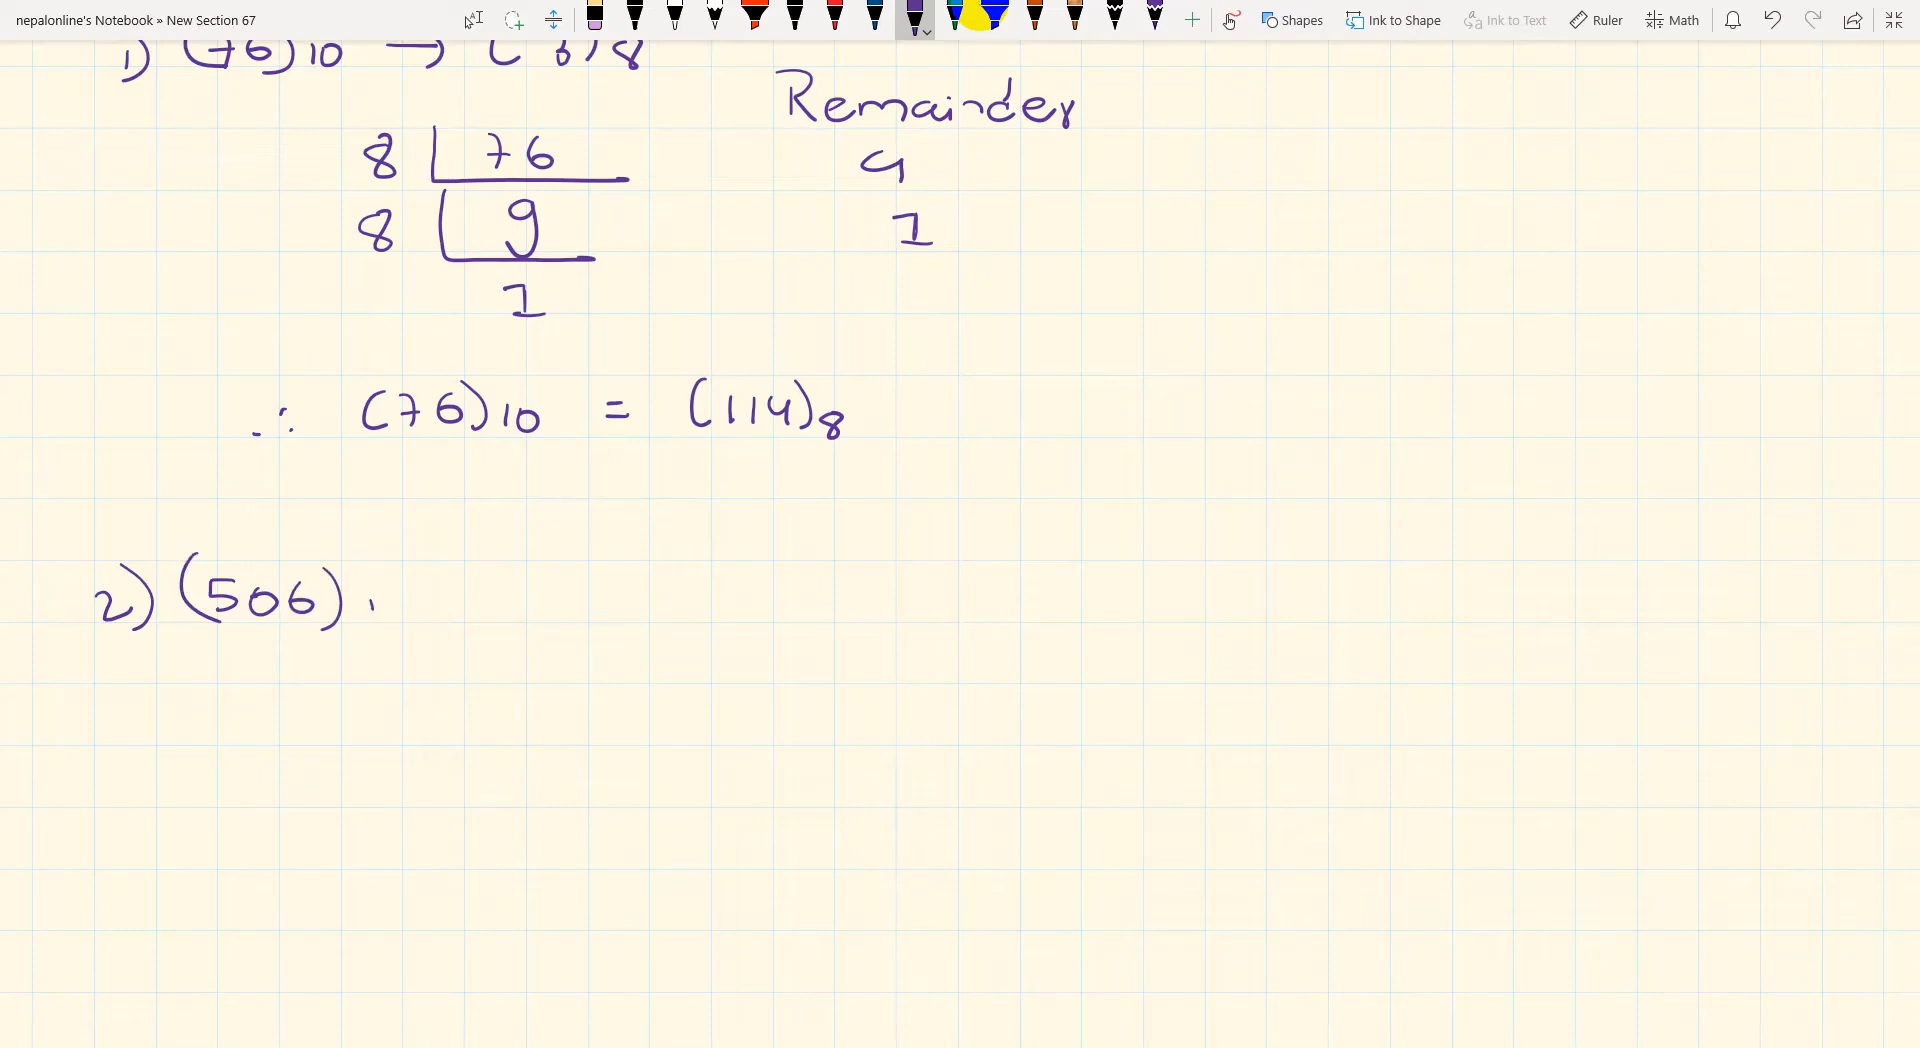 nepalonline's Notebook » New Section 67
Shapes Ink to Shape Ink to Text Ruler Math
1) (76)10 → ( ? )8
Remainder
8 76 4
8 9 1
1
∴ (76)10 = (114)8
2) (506)